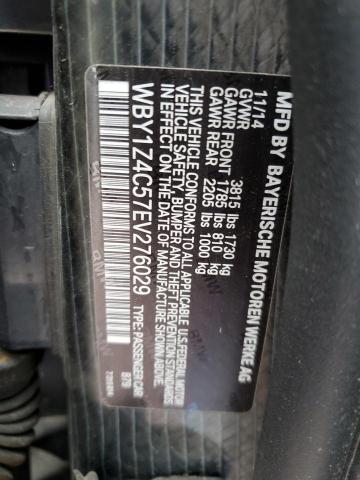 MFD BY BAYERISCHE MOTOREN WERKE AG
11/14
GVWR 3815 lbs 1730 kg
GAWR FRONT 1785 lbs 810 kg
GAWR REAR 2205 lbs 1000 kg
THIS VEHICLE CONFORMS TO ALL APPLICABLE U.S. FEDERAL MOTOR
VEHICLE SAFETY, BUMPER, AND THEFT PREVENTION STANDARDS
IN EFFECT ON THE DATE OF MANUFACTURE SHOWN ABOVE.
WBY1Z4C57EV276029 TYPE: PASSENGER CAR
B79